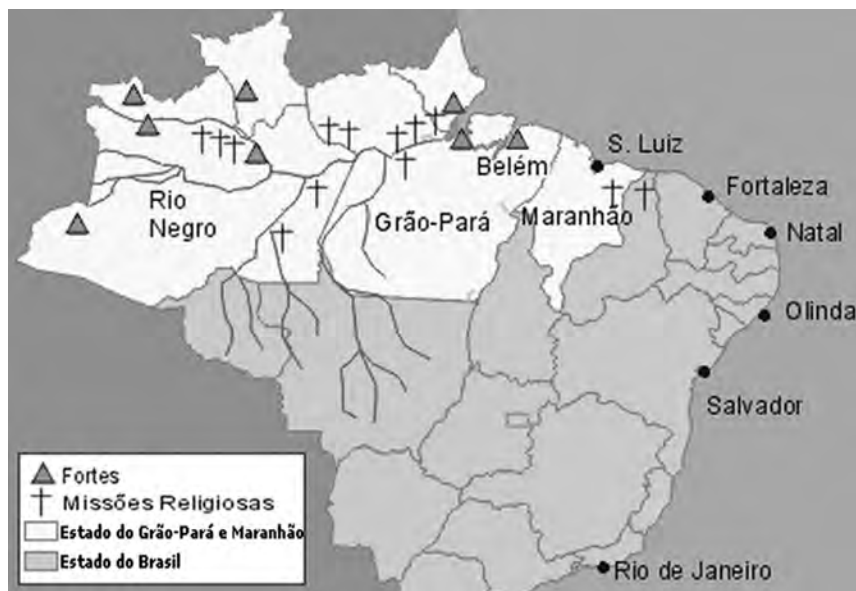 S. Luiz
Belém
Fortaleza
Rio
Negro
Grão-Pará
Maranhão
Natal
Olinda
Salvador
Fortes
Missões Religiosas
Estado do Grão-Pará e Maranhão
Estado do Brasil
Rio de Janeiro